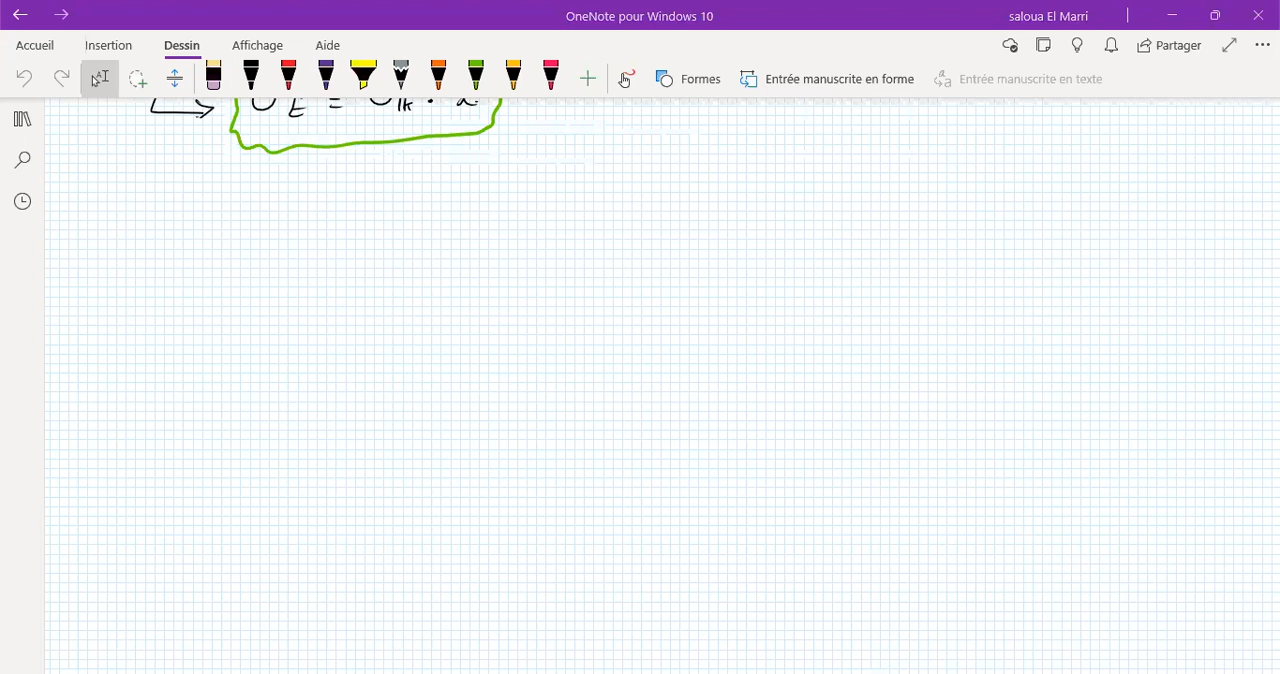 OneNote pour Windows 10
saloua El Marri
Accueil Insertion Dessin Affichage Aide
Partager
Formes Entrée manuscrite en forme Entrée manuscrite en texte